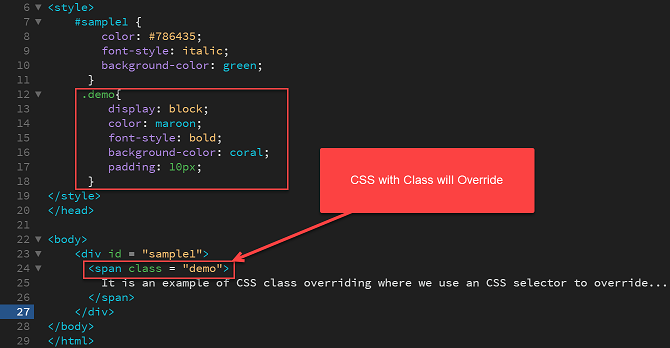 6 <style>
7 #sample1 {
8 color: #786435;
9 font-style: italic;
10 background-color: green;
11 }
12 .demo{
13 display: block;
14 color: maroon;
15 font-style: bold;
16 background-color: coral;
17 padding: 10px;
18 }
19 </style>
20 </head>
21
22 <body>
23 <div id = "sample1">
24 <span class = "demo">
25 It is an example of CSS class overriding where we use an CSS selector to override...
26 </span>
27 </div>
28 </body>
29 </html>
CSS with Class will Override